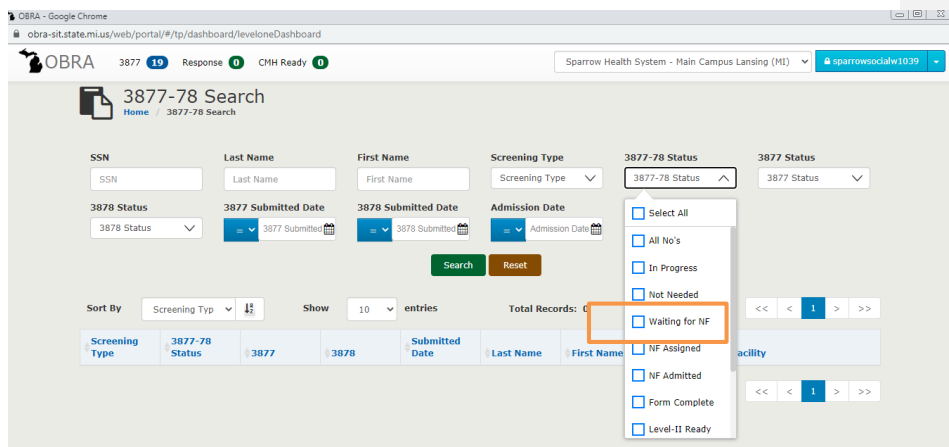 OBRA - Google Chrome
obra-sit.state.mi.us/web/portal/#/tp/dashboard/leveloneDashboard
OBRA 3877 19 Response 0 CMH Ready 0 Sparrow Health System - Main Campus Lansing (MI) sparrowsocialw1039
3877-78 Search
Home / 3877-78 Search
SSN Last Name First Name Screening Type 3877-78 Status 3877 Status
SSN Last Name First Name Screening Type 3877-78 Status 3877 Status
3878 Status 3877 Submitted Date 3878 Submitted Date Admission Date
3878 Status = 3877 Submitted = 3878 Submitted = Admission Date
Select All
All No's
In Progress
Not Needed
Waiting for NF
NF Assigned
NF Admitted
Form Complete
Level-II Ready
Search Reset
Sort By Screening Typ Show 10 entries Total Records: << < 1 > >>
Screening Type 3877-78 Status 3877 3878 Submitted Date Last Name First Name acility
<< < 1 > >>